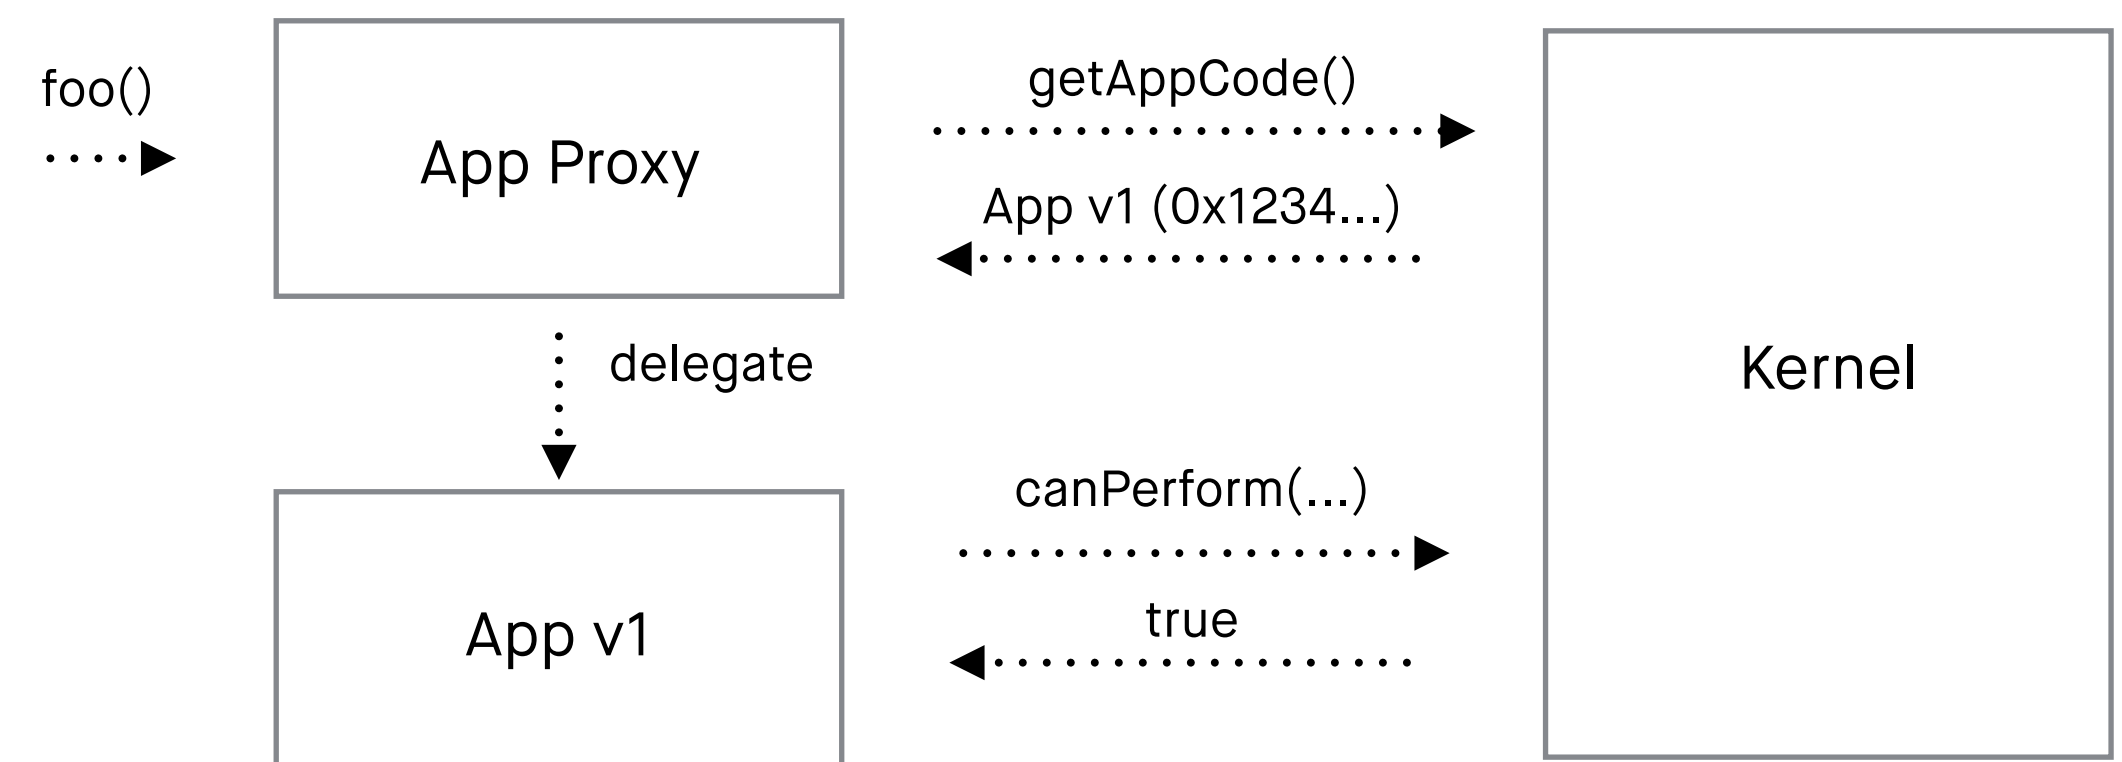 foo()
App Proxy
getAppCode()
App v1 (0x1234...)
delegate
Kernel
canPerform(...)
true
App v1